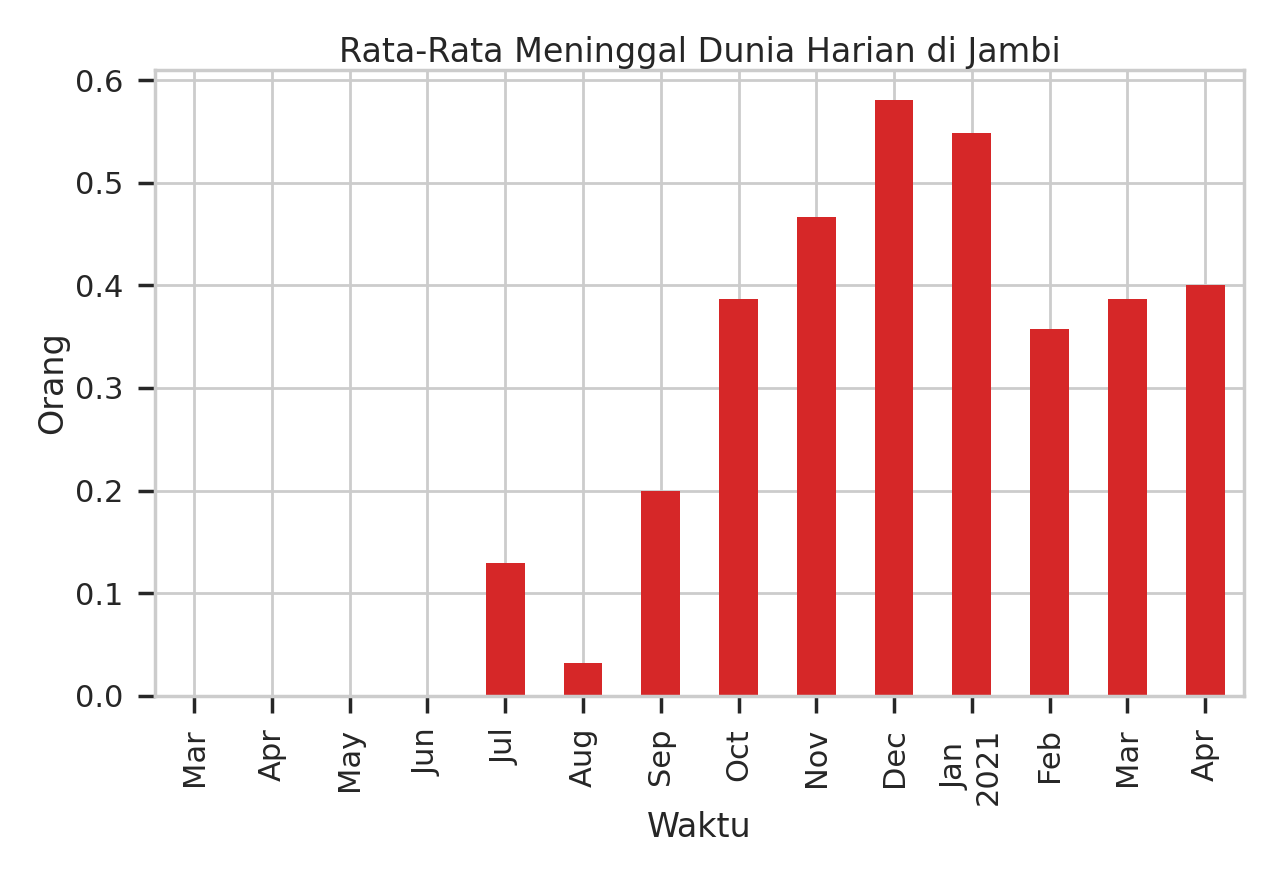 Rata-Rata Meninggal Dunia Harian di Jambi
0.6
0.5
0.4
0.3
0.2
0.1
0.0
Orang
Mar
Apr
May
Jun
Jul
Aug
Sep
Oct
Nov
Dec
Jan
2021
Feb
Mar
Apr
Waktu